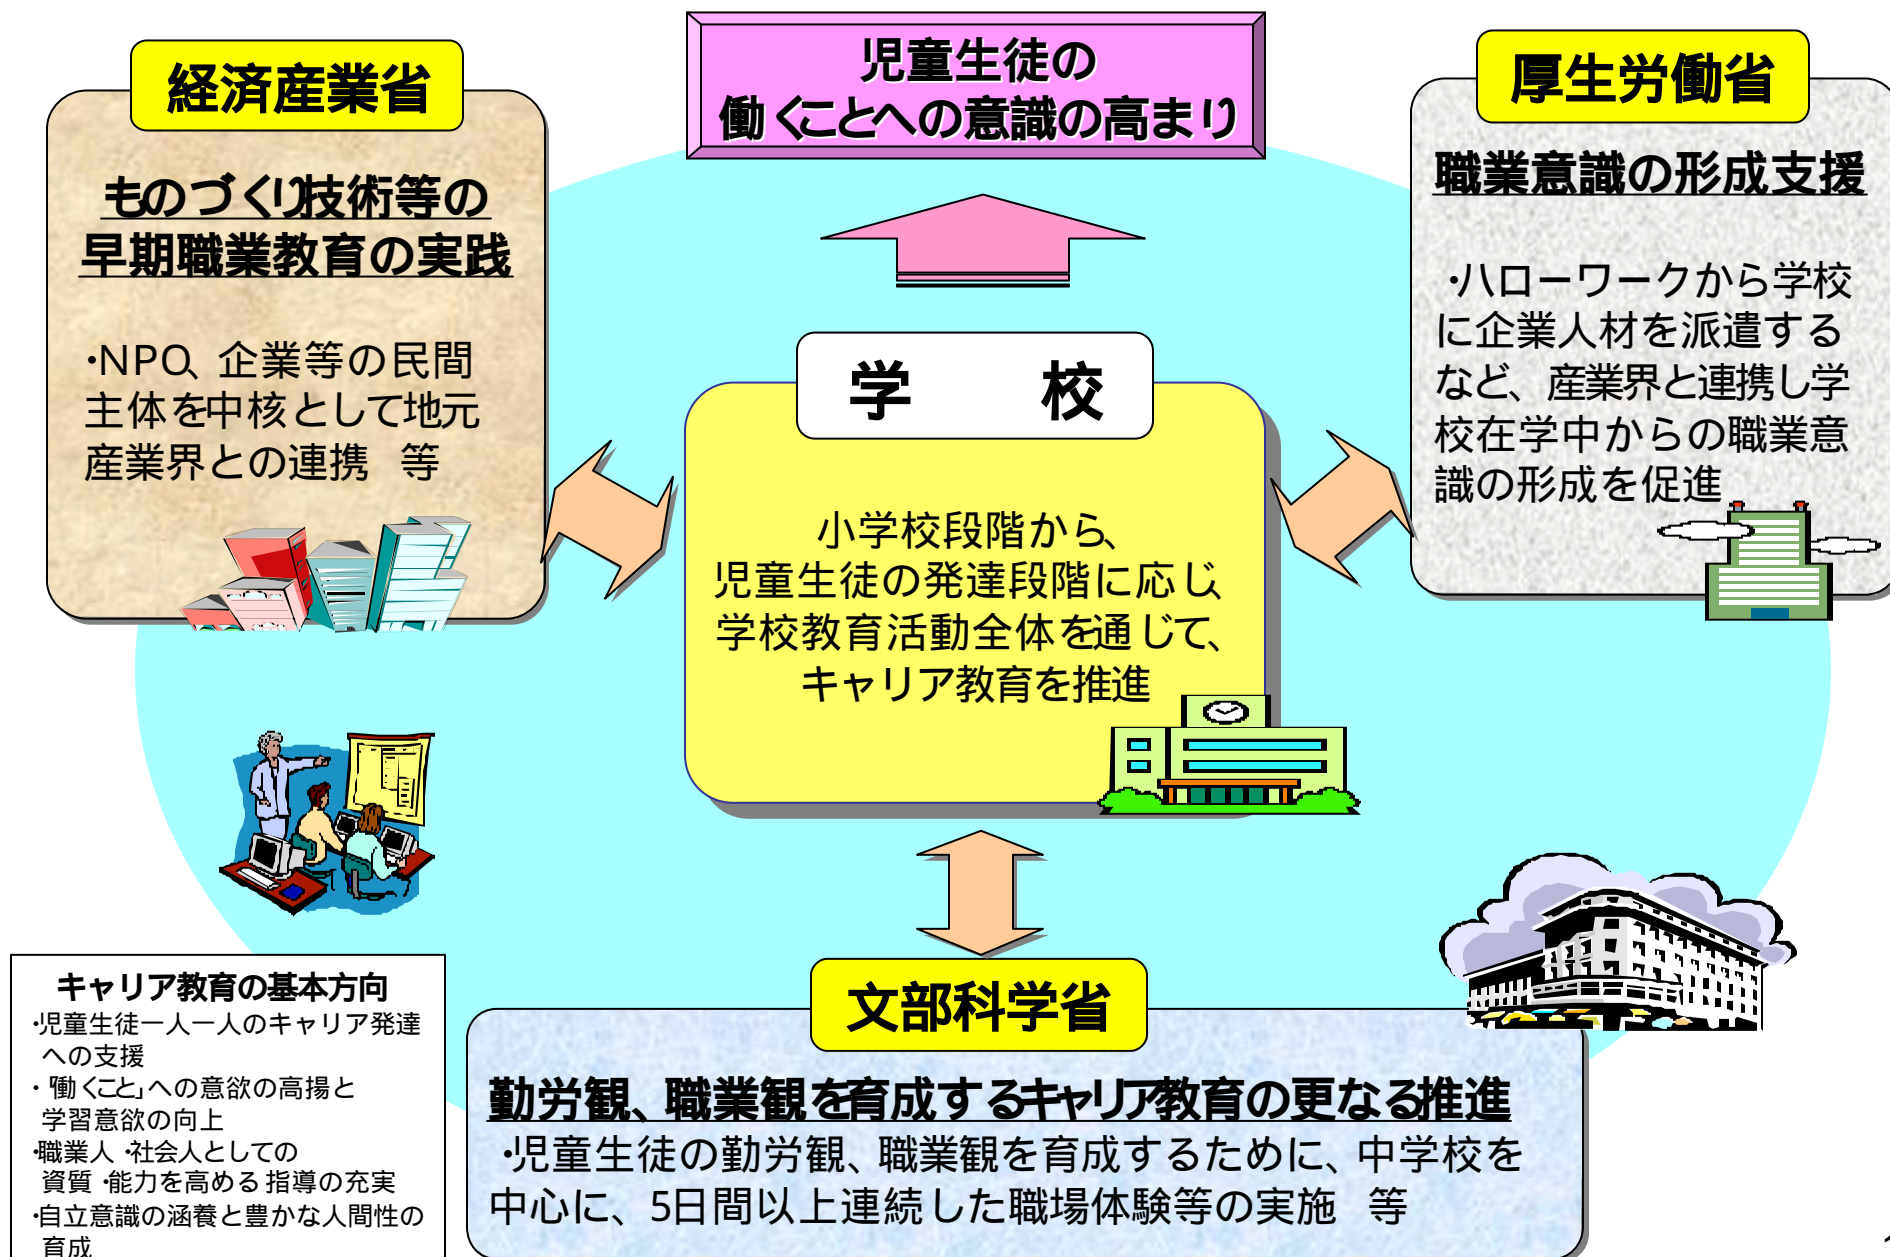 児童生徒の
働くことへの意識の高まり
経済産業省
ものづくり技術等の
早期職業教育の実践
・NPO、企業等の民間
主体を中核として地元
産業界との連携　等
厚生労働省
職業意識の形成支援
・ハローワークから学校
に企業人材を派遣する
など、産業界と連携し学
校在学中からの職業意
識の形成を促進
学　校
小学校段階から、
児童生徒の発達段階に応じ、
学校教育活動全体を通じて、
キャリア教育を推進
文部科学省
勤労観、職業観を育成するキャリア教育の更なる推進
・児童生徒の勤労観、職業観を育成するために、中学校を
中心に、5日間以上連続した職場体験等の実施　等
キャリア教育の基本方向
・児童生徒一人一人のキャリア発達
への支援
・「働くこと」への意欲の高揚と
学習意欲の向上
・職業人・社会人としての
資質・能力を高める指導の充実
・自立意識の涵養と豊かな人間性の
育成